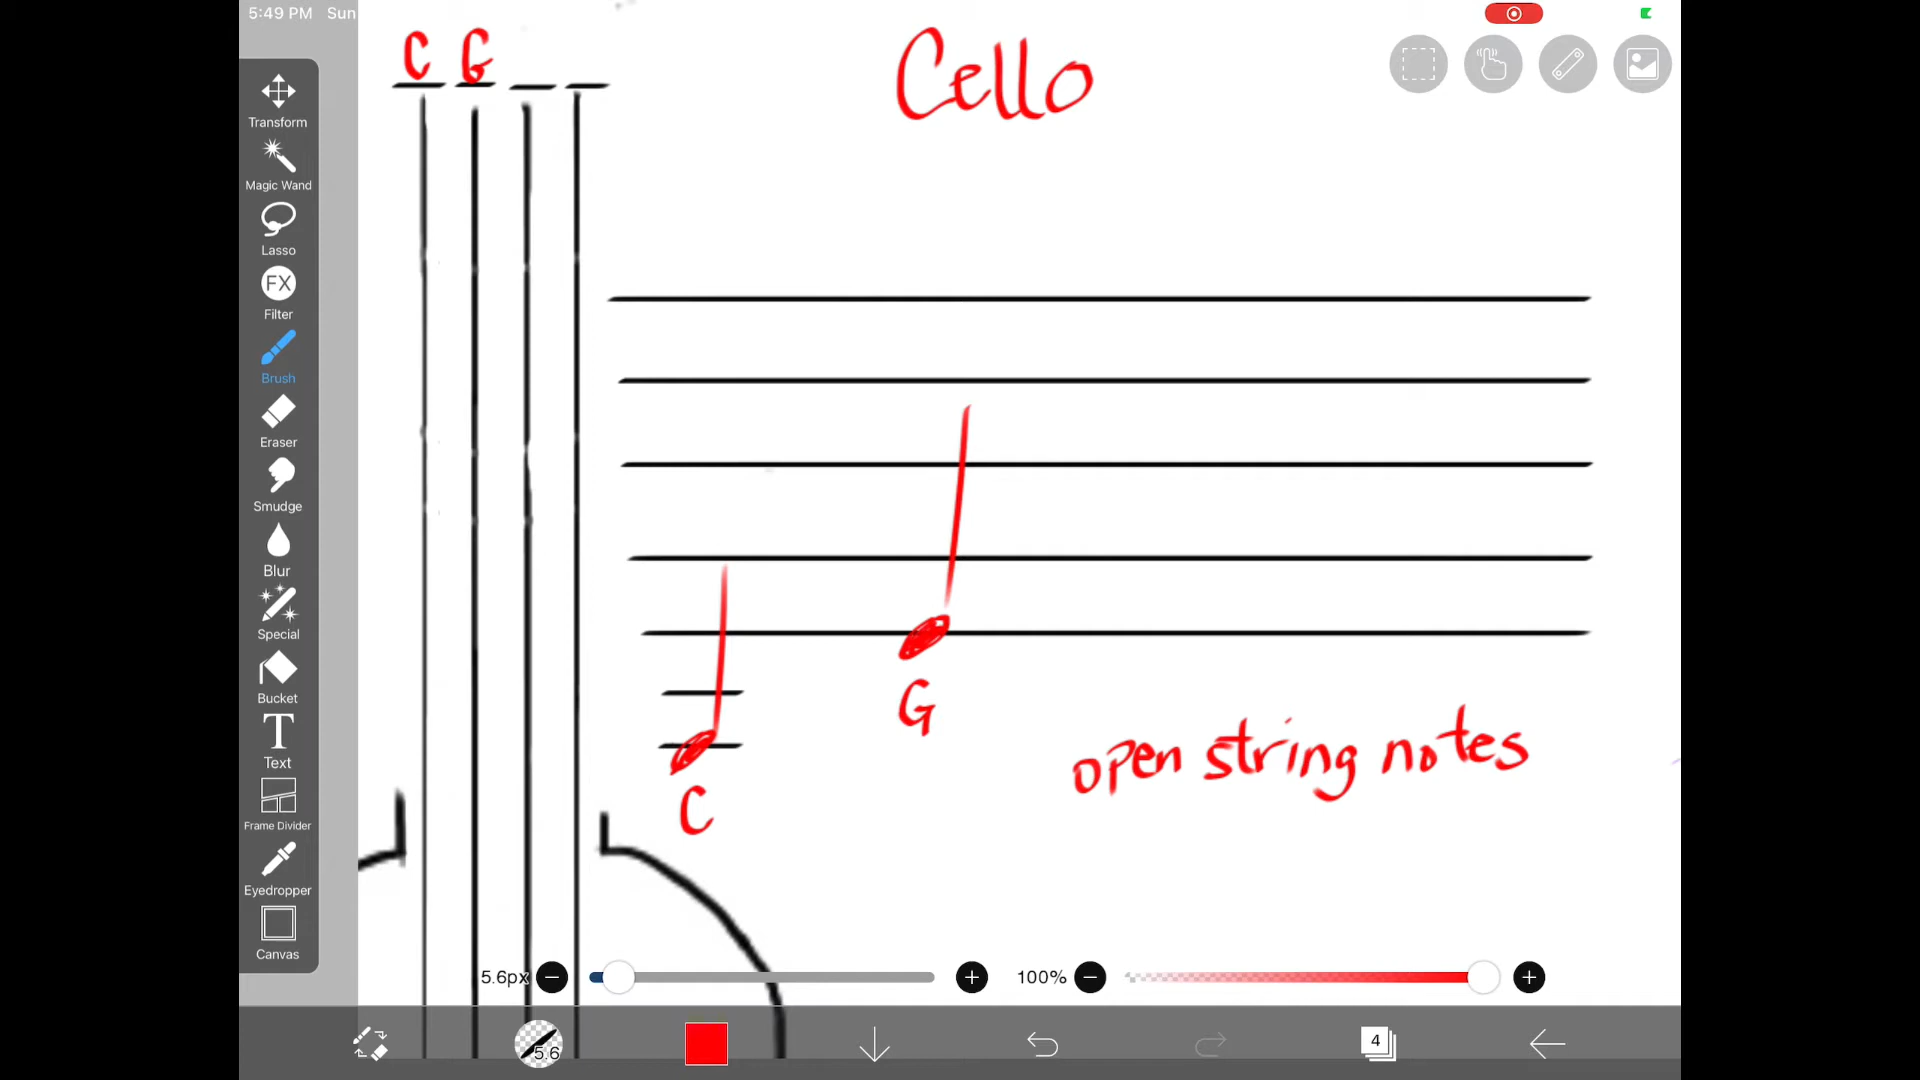 5:49 PM Sun
C G
Cello
Transform
Magic Wand
Lasso
FX
Filter
Brush
Eraser
Smudge
Blur
Special
Bucket
T
Text
Frame Divider
Eyedropper
Canvas
G
C
open string notes
5.6px
100%
5.6
4